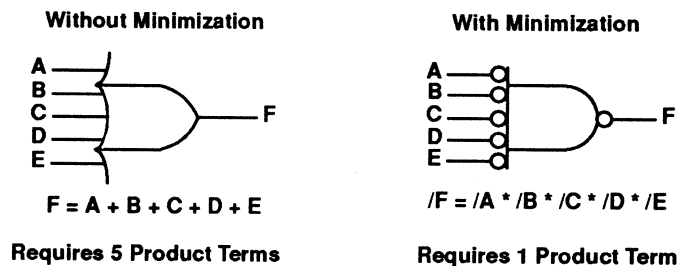 Without Minimization
A
B
C
D
E
F
F = A + B + C + D + E
Requires 5 Product Terms
With Minimization
A
B
C
D
E
F
/F = /A * /B * /C * /D * /E
Requires 1 Product Term